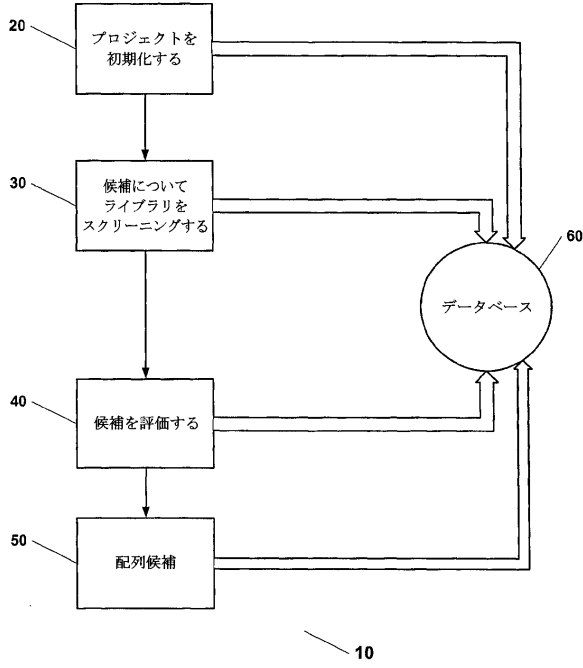 20
プロジェクトを
初期化する
30
候補について
ライブラリを
スクリーニングする
60
データベース
40
候補を評価する
50
配列候補
10